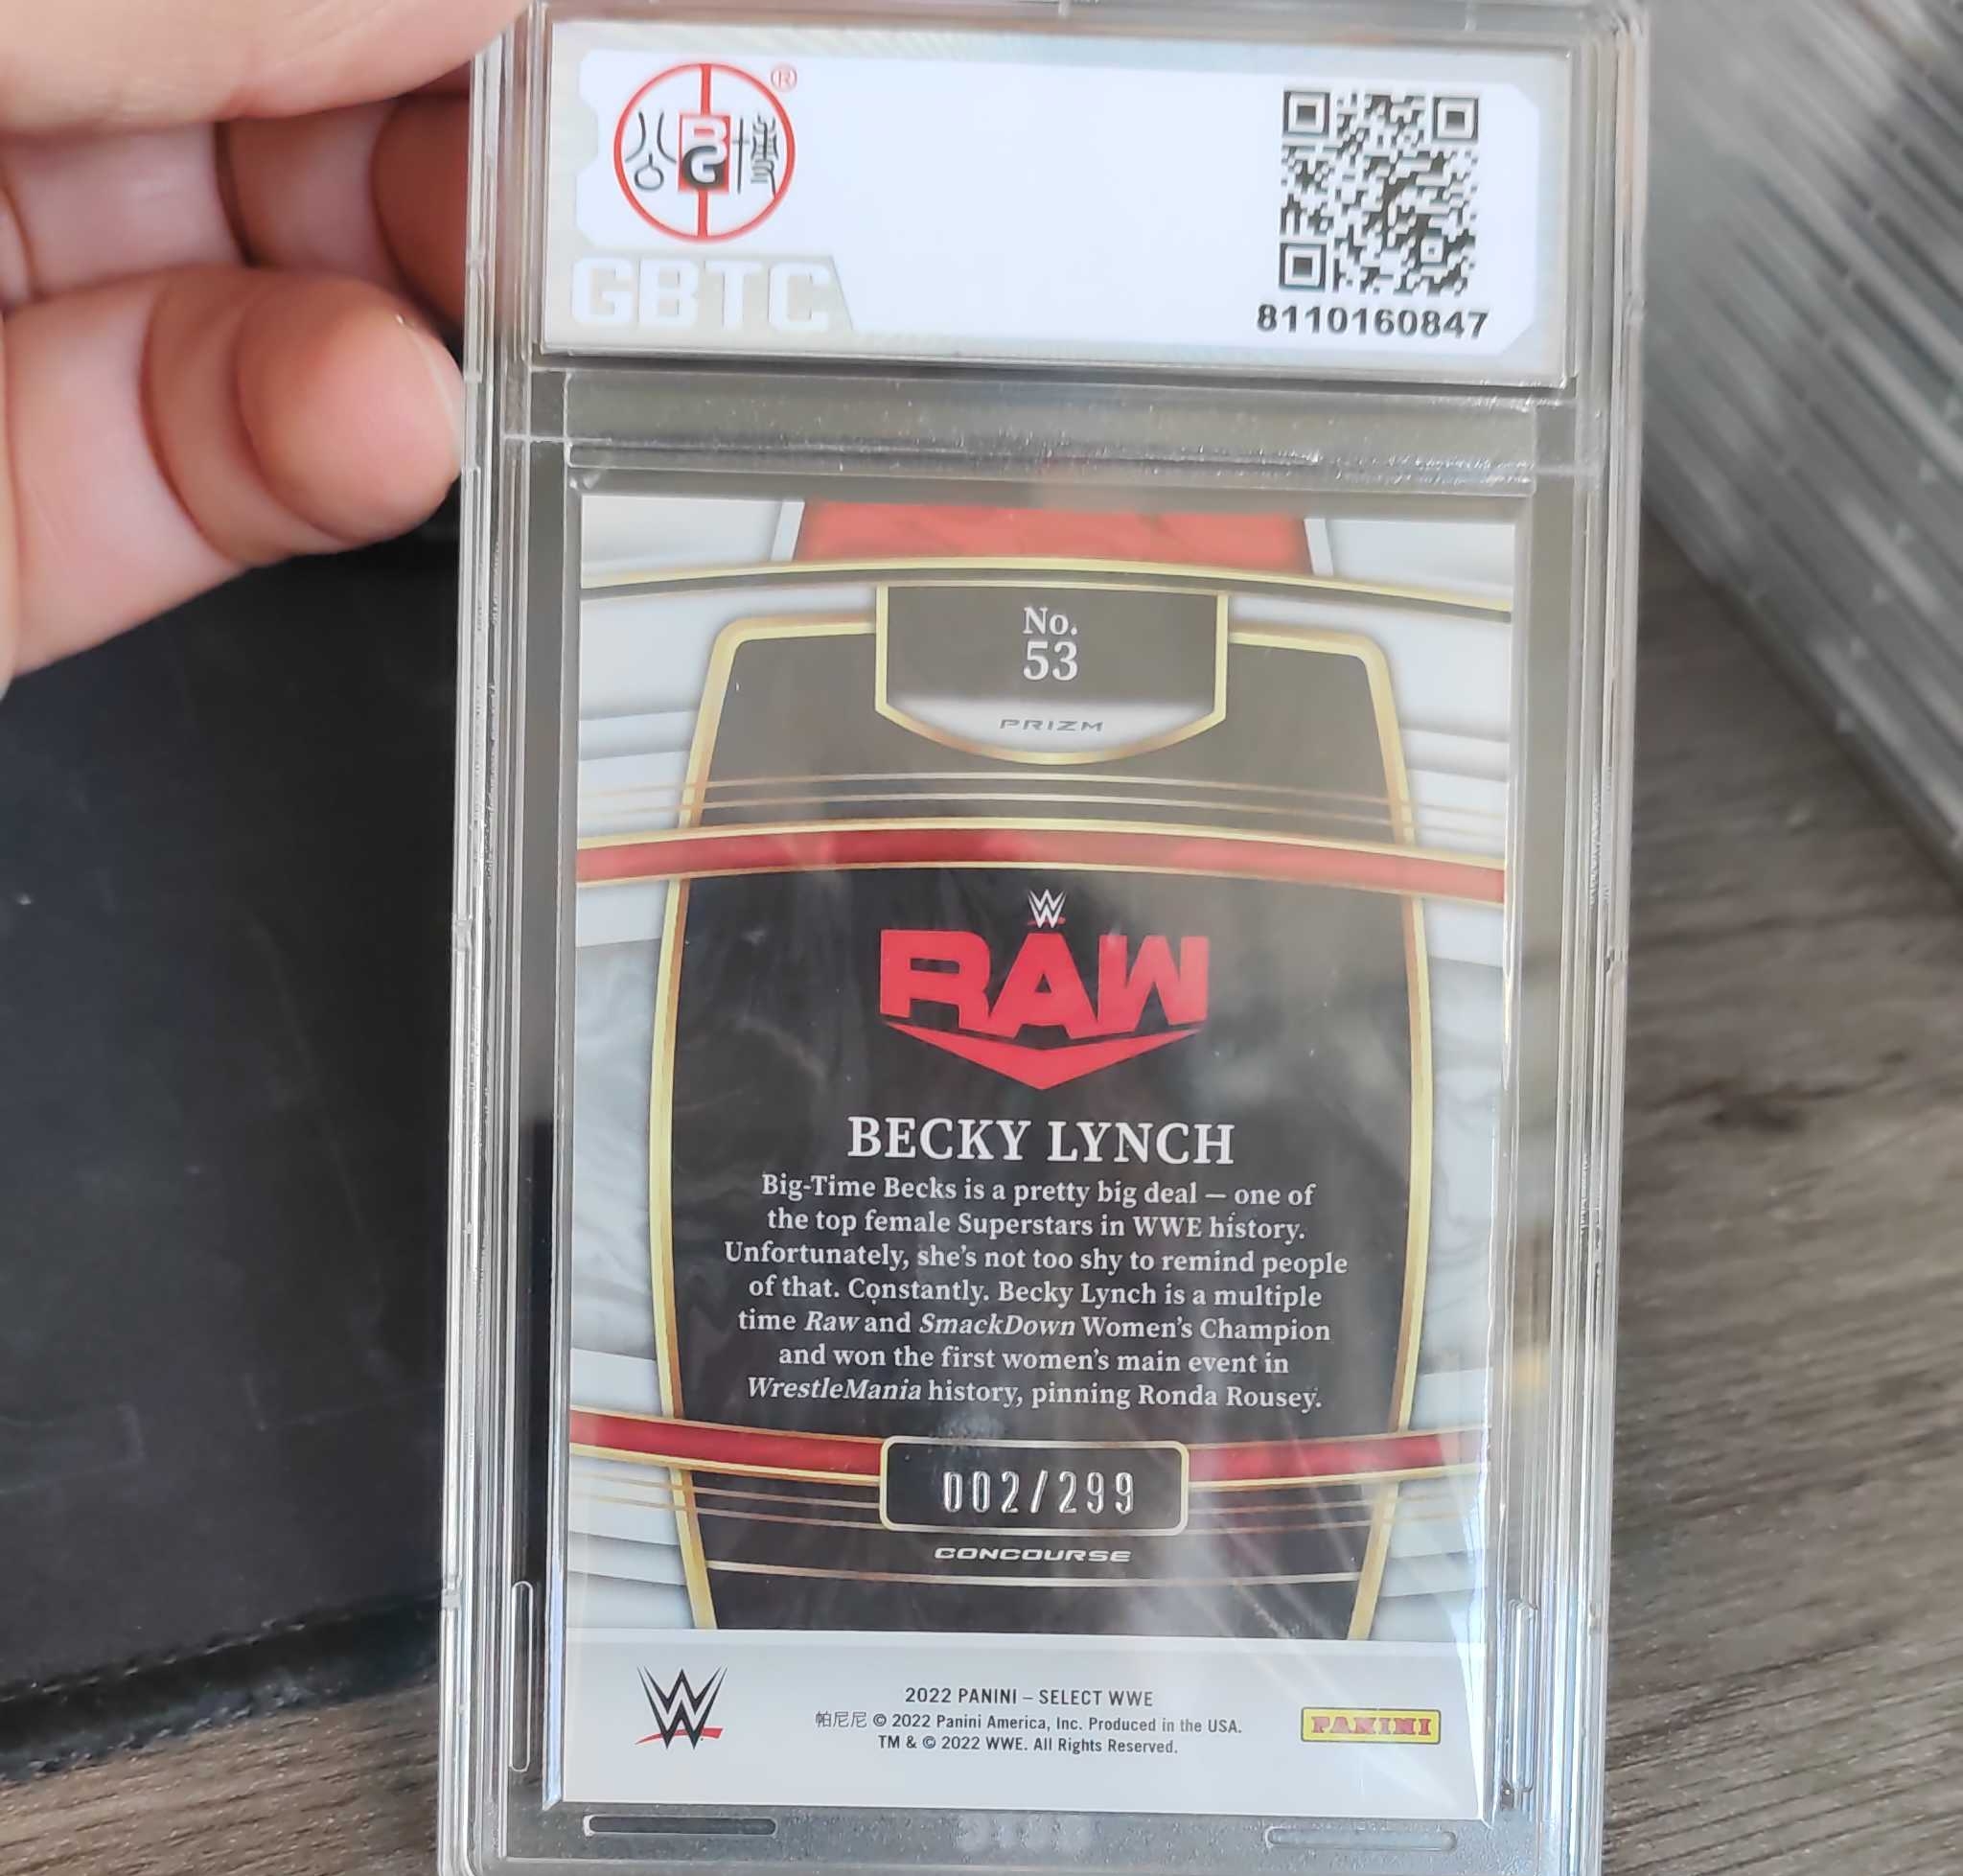 公 BG 博 ®
GBTC
8110160847
No.
53
PRIZM
W
RAW
BECKY LYNCH
Big-Time Becks is a pretty big deal — one of
the top female Superstars in WWE history.
Unfortunately, she's not too shy to remind people
of that. Constantly. Becky Lynch is a multiple
time Raw and SmackDown Women's Champion
and won the first women's main event in
WrestleMania history, pinning Ronda Rousey.
002/299
CONCOURSE
W
2022 PANINI – SELECT WWE
帕尼尼 © 2022 Panini America, Inc. Produced in the USA.
TM & © 2022 WWE. All Rights Reserved.
PANINI